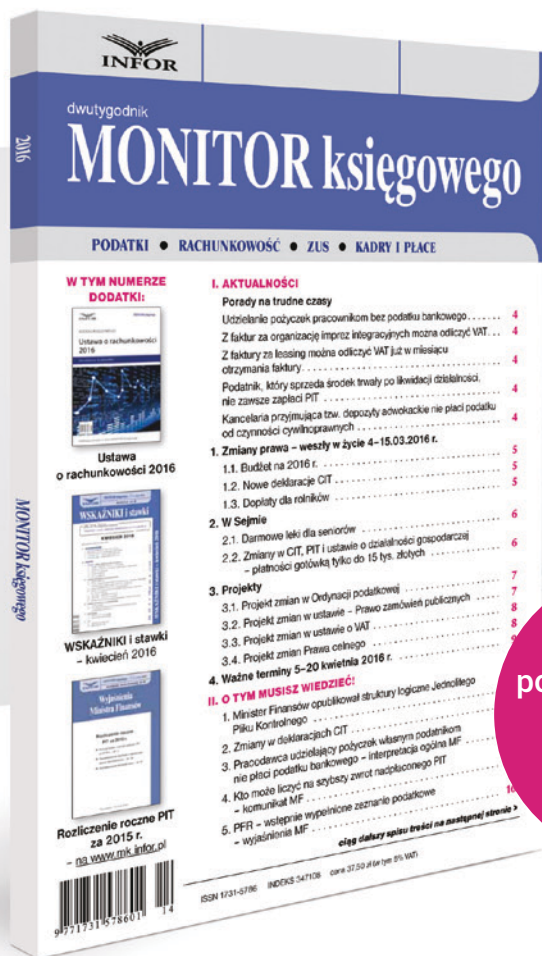 INFOR
dwutygodnik
MONITOR księgowego
PODATKI ● RACHUNKOWOŚĆ ● ZUS ● KADRY I PŁACE
2016
MONITOR księgowego
W TYM NUMERZE
DODATKI:
Ustawa o rachunkowości
2016
Ustawa
o rachunkowości 2016
WSKAŹNIKI i stawki
KWIECIEŃ 2016
WSKAŹNIKI i stawki
– kwiecień 2016
Wyjaśnienia
Ministra Finansów
Rozliczenie roczne
Rozliczenie roczne PIT
za 2015 r.
– na www.mk.infor.pl
9 771731 578601
14
I. AKTUALNOŚCI
Porady na trudne czasy
Udzielanie pożyczek pracownikom bez podatku bankowego....... 4
Z faktur za organizację imprez integracyjnych można odliczyć VAT... 4
Z faktury za leasing można odliczyć VAT już w miesiącu
otrzymania faktury........ 4
Podatnik, który sprzeda środek trwały po likwidacji działalności,
nie zawsze zapłaci PIT........ 4
Kancelaria przyjmująca tzw. depozyty adwokackie nie płaci podatku
od czynności cywilnoprawnych........ 4
1. Zmiany prawa – weszły w życie 4–15.03.2016 r........ 5
1.1. Budżet na 2016 r........ 5
1.2. Nowe deklaracje CIT........ 5
1.3. Dopłaty dla rolników........ 5
2. W Sejmie........ 6
2.1. Darmowe leki dla seniorów........ 6
2.2. Zmiany w CIT, PIT i ustawie o działalności gospodarczej
– płatności gotówką tylko do 15 tys. złotych........ 6
3. Projekty........ 7
3.1. Projekt zmian w Ordynacji podatkowej........ 7
3.2. Projekt zmian w ustawie – Prawo zamówień publicznych........ 8
3.3. Projekt zmian w ustawie o VAT........ 8
3.4. Projekt zmian Prawa celnego........
4. Ważne terminy 5–20 kwietnia 2016 r........
II. O TYM MUSISZ WIEDZIEĆ!
1. Minister Finansów opublikował struktury logiczne Jednolitego
Pliku Kontrolnego........
2. Zmiany w deklaracjach CIT........
3. Pracodawca udzielający pożyczek własnym podatnikom
nie płaci podatku bankowego – interpretacja ogólna MF........
4. Kto może liczyć na szybszy zwrot nadpłaconego PIT
– komunikat MF........
5. PFR – wstępnie wypełnione zeznanie podatkowe
– wyjaśnienia MF........ 10
ciąg dalszy spisu treści na następnej stronie >
ISSN 1731-5786 INDEKS 347108 cena 37,50 zł (w tym 5% VAT)